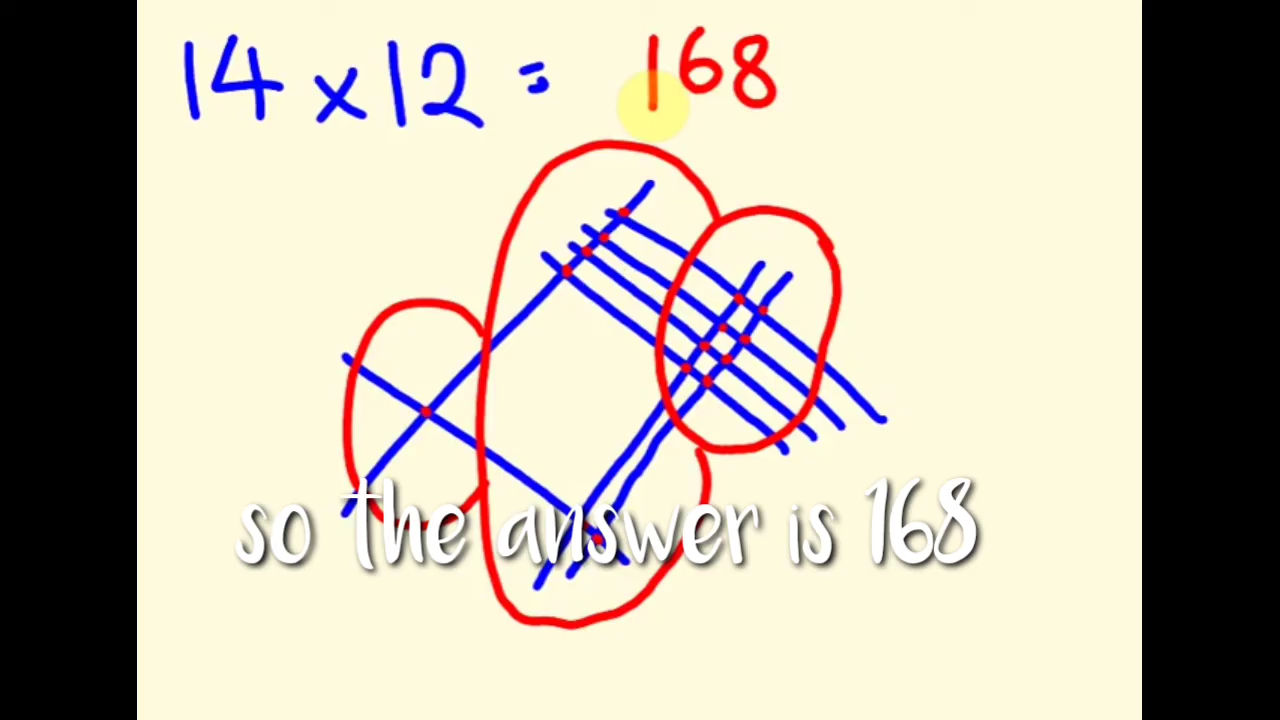 14 x 12 = 168
so the answer is 168